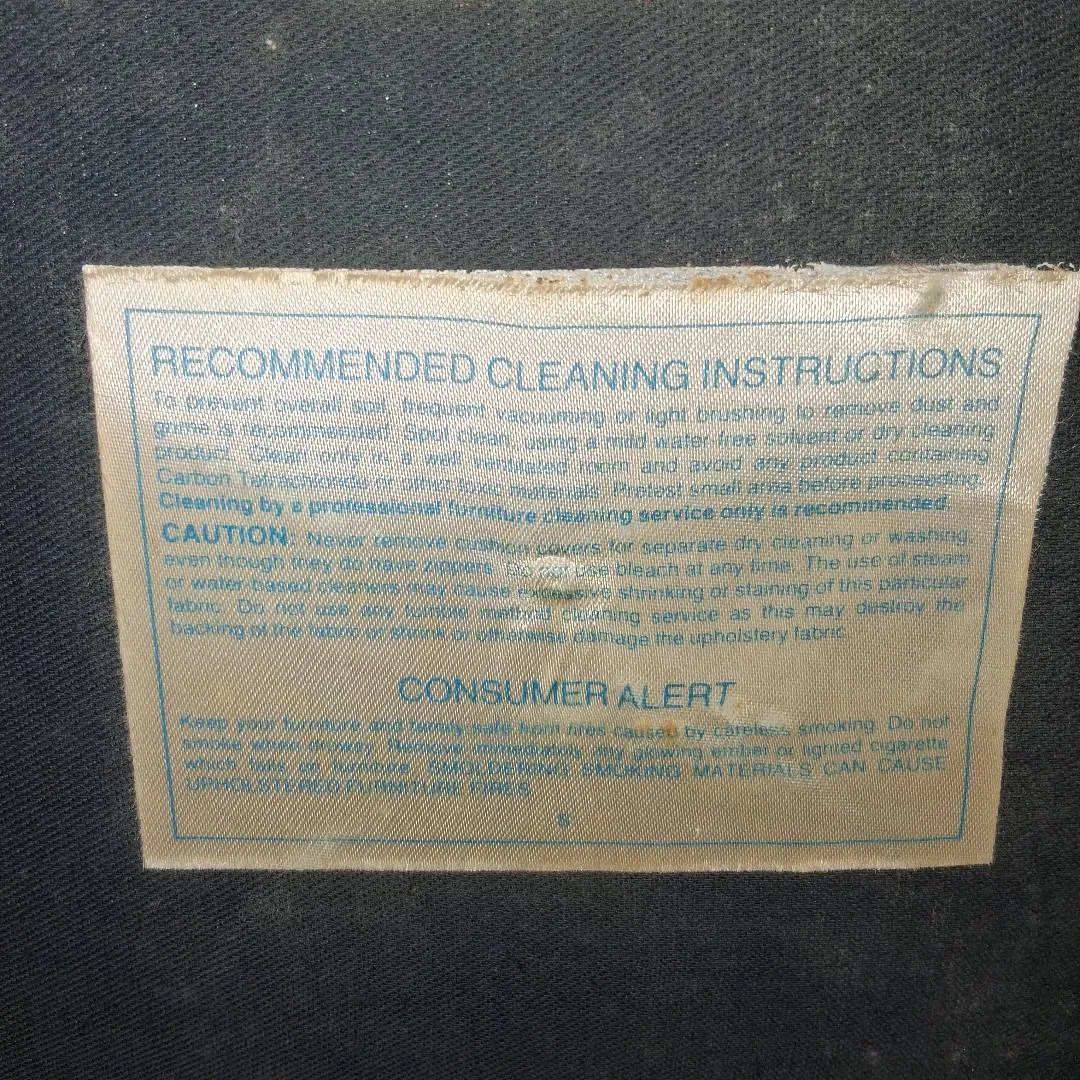 RECOMMENDED CLEANING INSTRUCTIONS
To prevent overall soil, frequent vacuuming or light brushing to remove dust and
grime is recommended. Spot clean, using a mild water-free solvent or dry cleaning
product. Clean only in a well ventilated room and avoid any product containing
Carbon Tetrachloride or other toxic materials. Pretest small area before proceeding.
Cleaning by a professional furniture cleaning service only is recommended.
CAUTION: Never remove cushion covers for separate dry cleaning or washing,
even though they do have zippers. Do not use bleach at any time. The use of steam
or water-based cleaners may cause excessive shrinking or staining of this particular
fabric. Do not use any tumble method cleaning service as this may destroy the
backing of the fabric or shrink or otherwise damage the upholstery fabric.
CONSUMER ALERT
Keep your furniture and family safe from fires caused by careless smoking. Do not
smoke when drowsy. Remove immediately any glowing ember or lighted cigarette
which falls on furniture. SMOLDERING SMOKING MATERIALS CAN CAUSE
UPHOLSTERED FURNITURE FIRES.
S